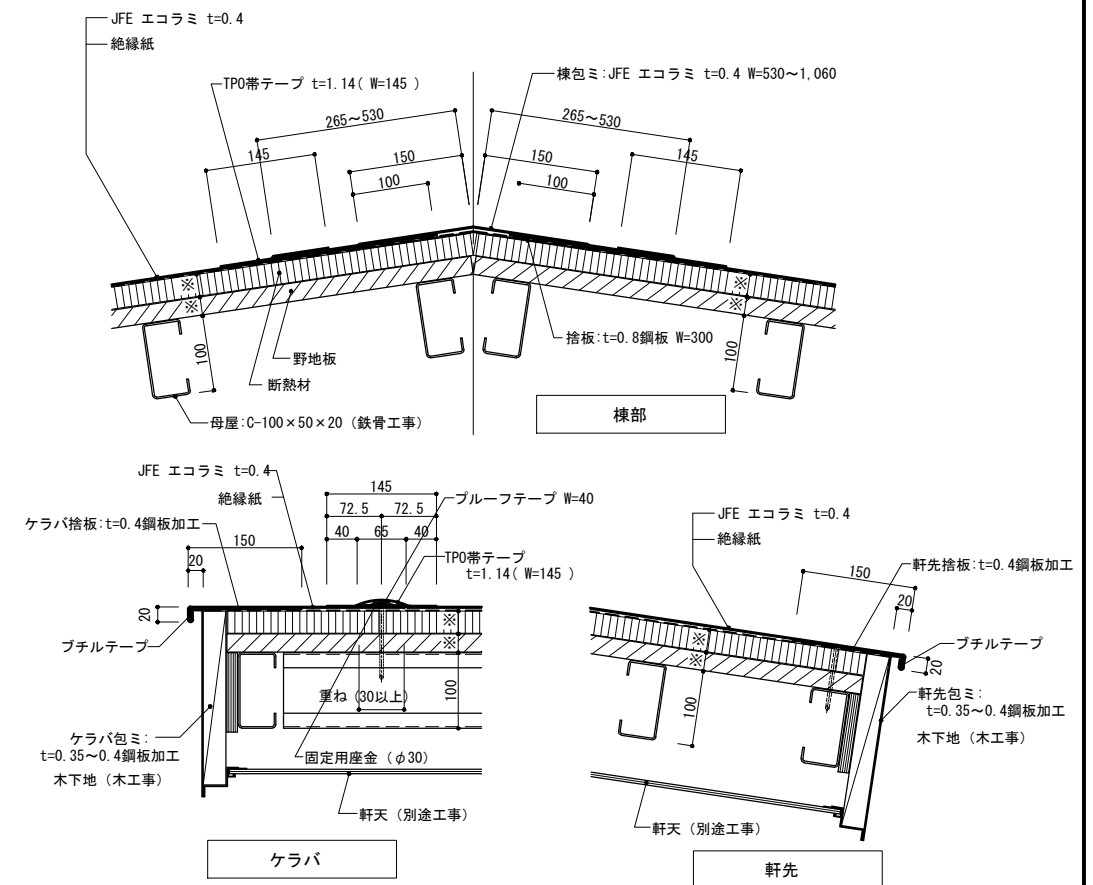 JFE エコラミ t=0.4
絶縁紙
TPO帯テープ t=1.14( W=145 )
棟包ミ:JFE エコラミ t=0.4 W=530～1,060
265～530
265～530
145
150
150
145
100
100
※
※
※
※
100
100
捨板:t=0.8鋼板 W=300
野地板
断熱材
母屋:C-100×50×20 (鉄骨工事)
棟部
JFE エコラミ t=0.4
絶縁紙
ケラバ捨板:t=0.4鋼板加工
145
72.5
72.5
40
65
40
プルーフテープ W=40
TPO帯テープ
t=1.14( W=145 )
150
20
20
ブチルテープ
※
※
100
重ね (30以上)
ケラバ包ミ:
t=0.35～0.4鋼板加工
木下地 (木工事)
固定用座金 (φ30)
軒天 (別途工事)
ケラバ
JFE エコラミ t=0.4
絶縁紙
軒先捨板:t=0.4鋼板加工
150
20
20
ブチルテープ
※
※
100
軒先包ミ:
t=0.35～0.4鋼板加工
木下地 (木工事)
軒天 (別途工事)
軒先